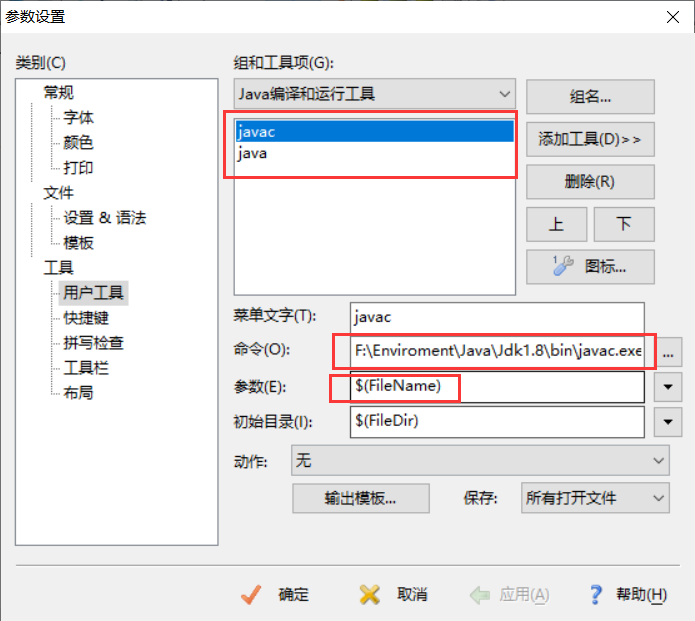 参数设置
类别(C)
常规
字体
颜色
打印
文件
设置 & 语法
模板
工具
用户工具
快捷键
拼写检查
工具栏
布局
组和工具项(G):
Java编译和运行工具
组名...
javac
java
添加工具(D)>>
删除(R)
上 下
图标...
菜单文字(T): javac
命令(O): F:\Enviroment\Java\Jdk1.8\bin\javac.exe ...
参数(E): $(FileName)
初始目录(I): $(FileDir)
动作: 无
输出模板... 保存: 所有打开文件
确定 取消 应用(A) 帮助(H)